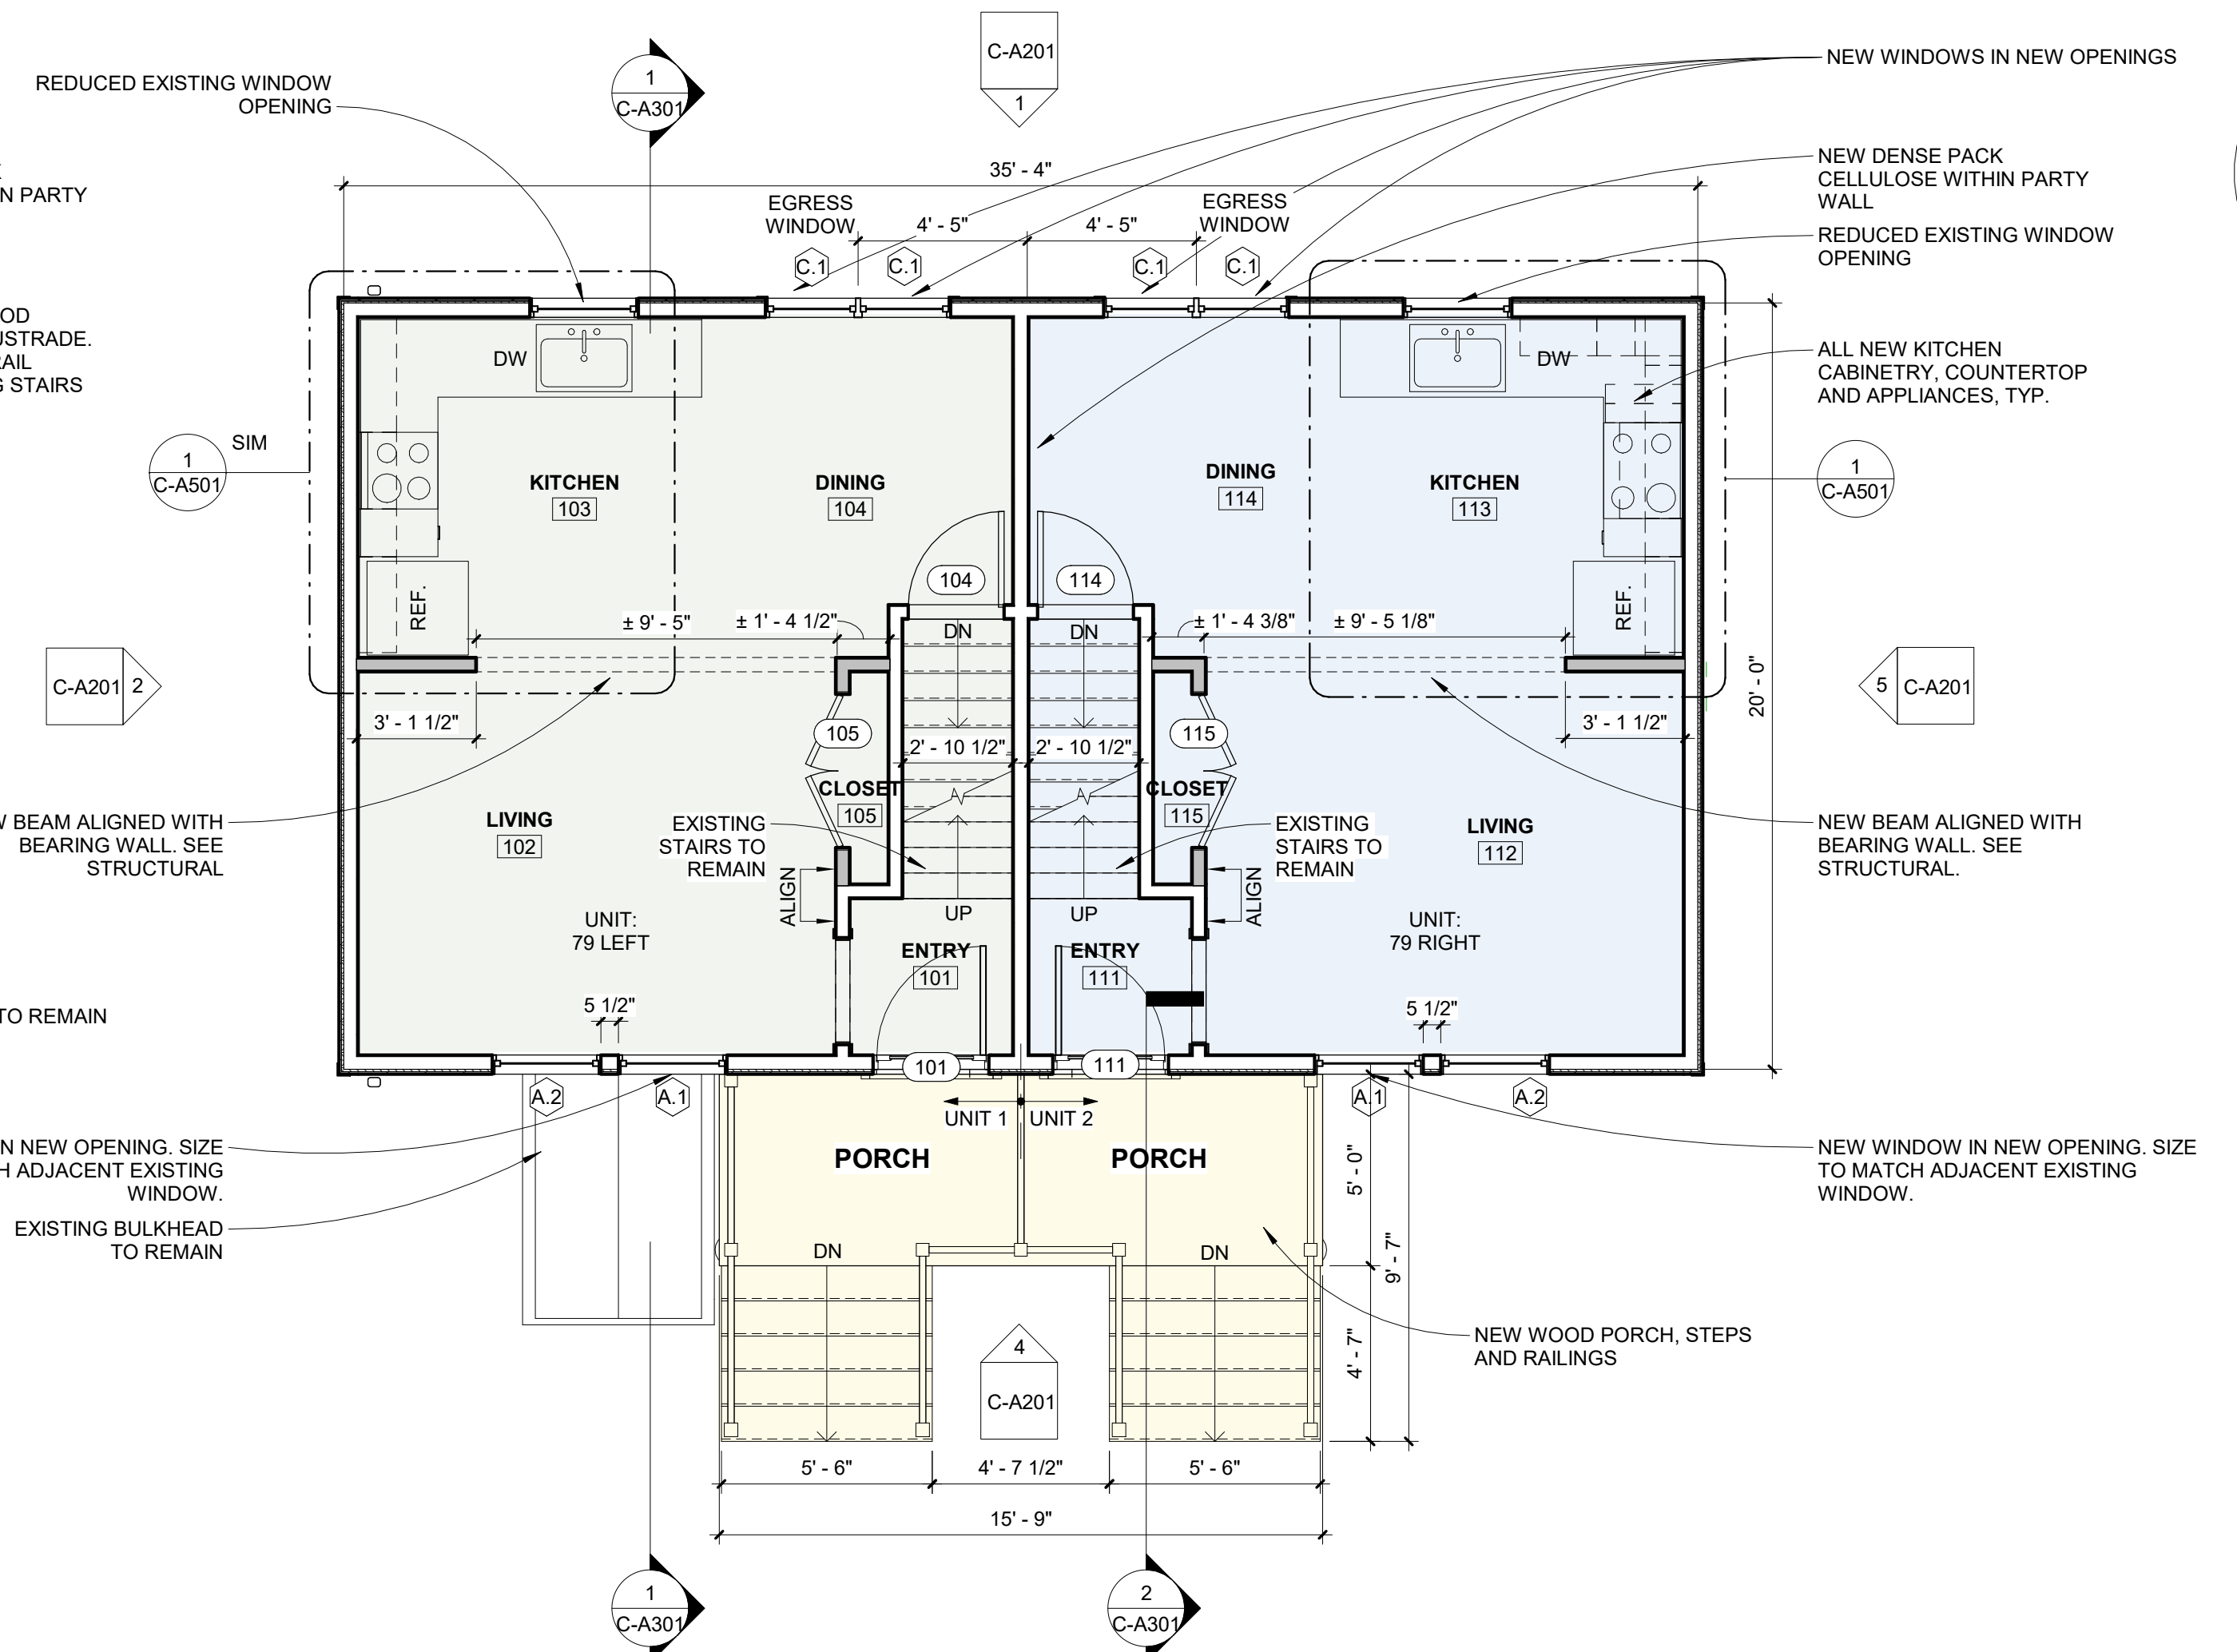 C-A201
1
NEW WINDOWS IN NEW OPENINGS
REDUCED EXISTING WINDOW
OPENING
1
C-A301
N PARTY
NEW DENSE PACK
CELLULOSE WITHIN PARTY
WALL
35' - 4"
EGRESS
WINDOW
4' - 5"
4' - 5"
EGRESS
WINDOW
REDUCED EXISTING WINDOW
OPENING
C.1
C.1
C.1
C.1
OD
USTRADE.
RAIL
G STAIRS
DW
DW
ALL NEW KITCHEN
CABINETRY, COUNTERTOP
AND APPLIANCES, TYP.
1
C-A501
SIM
KITCHEN
103
DINING
104
DINING
114
KITCHEN
113
1
C-A501
104
114
REF.
REF.
± 9' - 5"
± 1' - 4 1/2"
DN
DN
± 1' - 4 3/8"
± 9' - 5 1/8"
C-A201
2
5
C-A201
20' - 0"
3' - 1 1/2"
3' - 1 1/2"
105
115
2' - 10 1/2"
2' - 10 1/2"
CLOSET
105
CLOSET
115
W BEAM ALIGNED WITH
BEARING WALL. SEE
STRUCTURAL
LIVING
102
EXISTING
STAIRS TO
REMAIN
EXISTING
STAIRS TO
REMAIN
LIVING
112
NEW BEAM ALIGNED WITH
BEARING WALL. SEE
STRUCTURAL.
ALIGN
ALIGN
UP
UP
UNIT:
79 LEFT
UNIT:
79 RIGHT
ENTRY
101
ENTRY
111
TO REMAIN
5 1/2"
5 1/2"
101
111
A.2
A.1
A.1
A.2
UNIT 1
UNIT 2
IN NEW OPENING. SIZE
H ADJACENT EXISTING
WINDOW.
PORCH
PORCH
NEW WINDOW IN NEW OPENING. SIZE
TO MATCH ADJACENT EXISTING
WINDOW.
5' - 0"
9' - 7"
4' - 7"
EXISTING BULKHEAD
TO REMAIN
DN
DN
NEW WOOD PORCH, STEPS
AND RAILINGS
4
C-A201
5' - 6"
4' - 7 1/2"
5' - 6"
15' - 9"
1
C-A301
2
C-A301